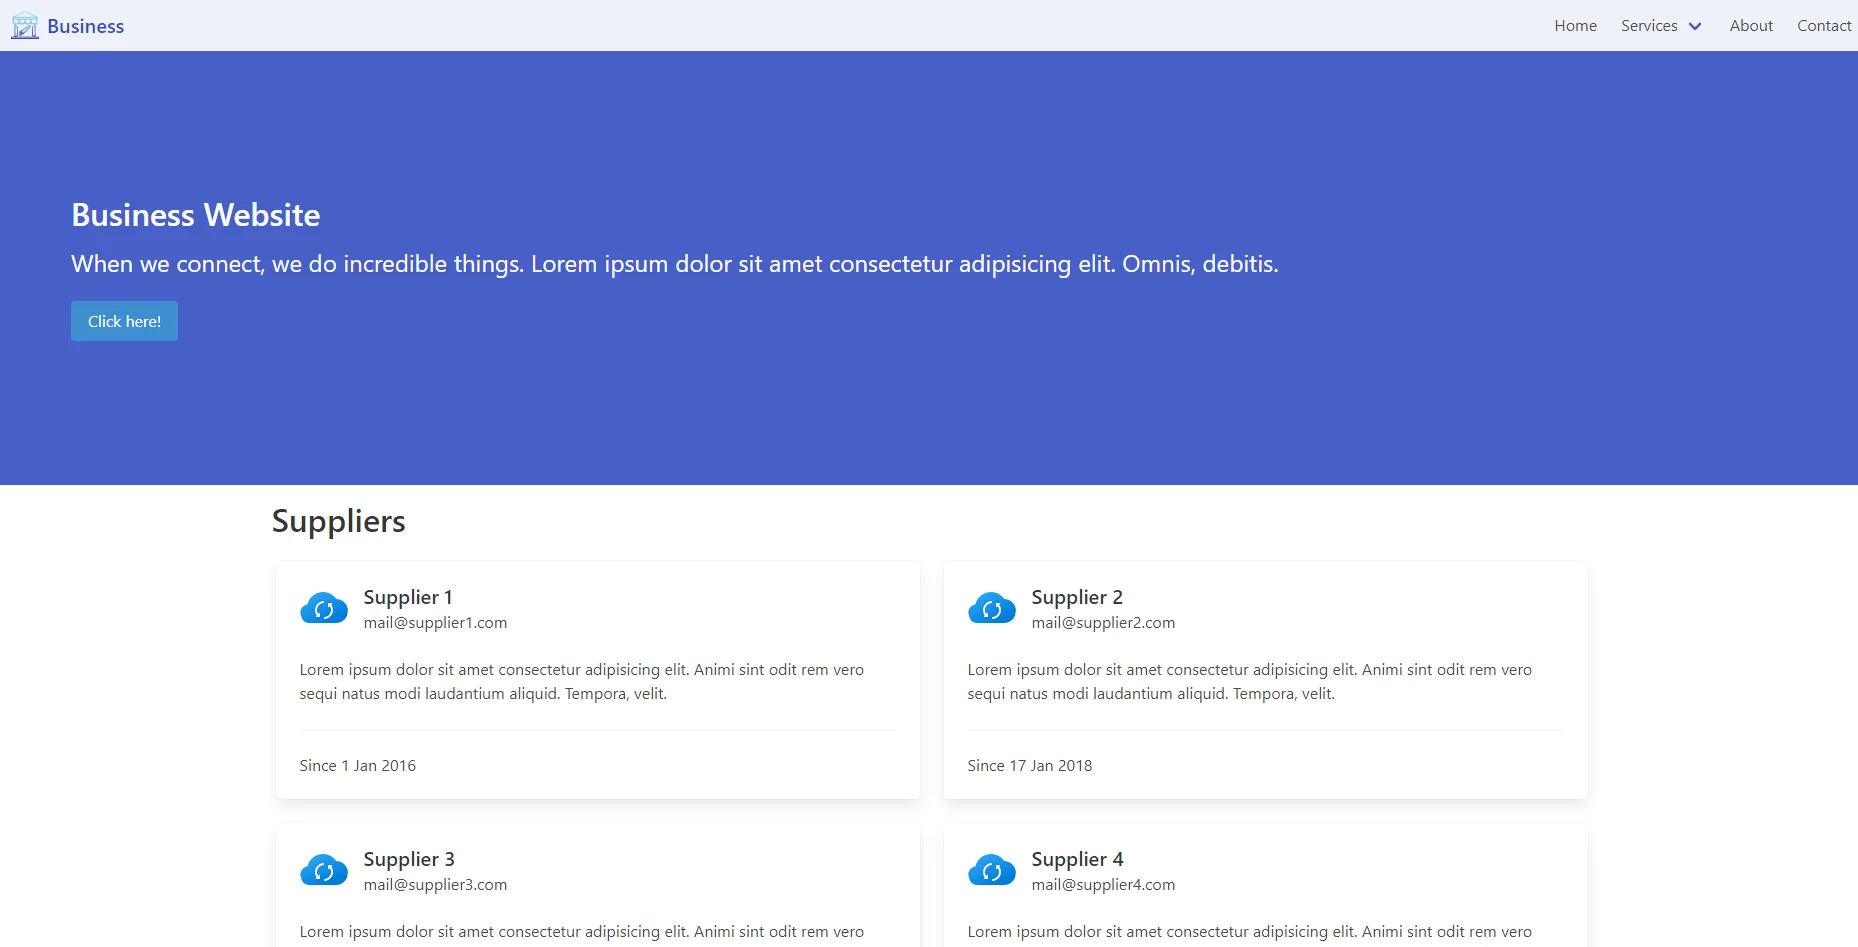 Business
Home Services About Contact
Business Website
When we connect, we do incredible things. Lorem ipsum dolor sit amet consectetur adipisicing elit. Omnis, debitis.
Click here!
Suppliers
Supplier 1
mail@supplier1.com
Lorem ipsum dolor sit amet consectetur adipisicing elit. Animi sint odit rem vero
sequi natus modi laudantium aliquid. Tempora, velit.
Since 1 Jan 2016
Supplier 2
mail@supplier2.com
Lorem ipsum dolor sit amet consectetur adipisicing elit. Animi sint odit rem vero
sequi natus modi laudantium aliquid. Tempora, velit.
Since 17 Jan 2018
Supplier 3
mail@supplier3.com
Lorem ipsum dolor sit amet consectetur adipisicing elit. Animi sint odit rem vero
Supplier 4
mail@supplier4.com
Lorem ipsum dolor sit amet consectetur adipisicing elit. Animi sint odit rem vero